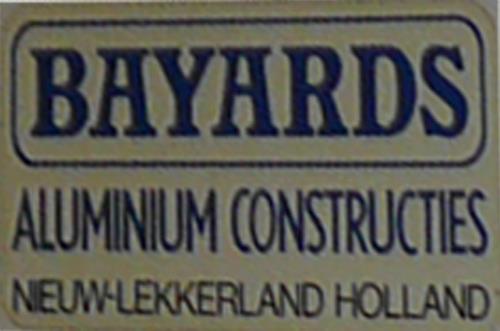 BAYARDS
ALUMINIUM CONSTRUCTIES
NIEUW-LEKKERLAND HOLLAND